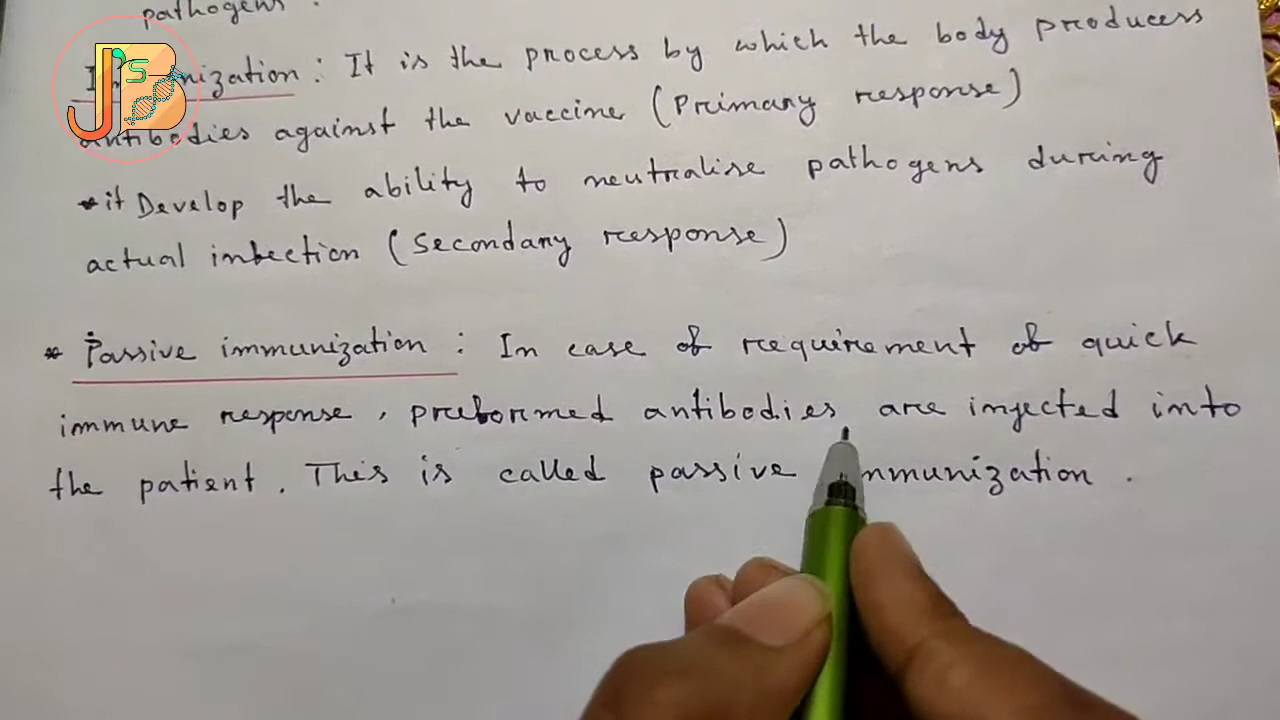 pathogens.
Immunization : It is the process by which the body producess
antibodies against the vaccine (Primary response)
*it Develop the ability to neutralise pathogens during
actual infection (Secondary response)
* Passive immunization : In case of requirement of quick
immune response, preformed antibodies are injected into
the patient. This is called passive immunization.
J's B